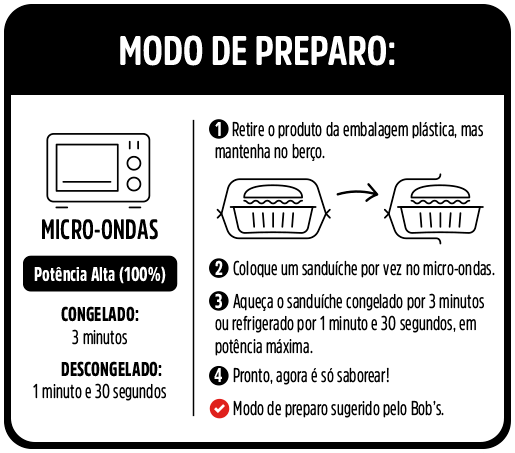 MODO DE PREPARO:
MICRO-ONDAS
Potência Alta (100%)
CONGELADO:
3 minutos
DESCONGELADO:
1 minuto e 30 segundos
1 Retire o produto da embalagem plástica, mas
mantenha no berço.
2 Coloque um sanduíche por vez no micro-ondas.
3 Aqueça o sanduíche congelado por 3 minutos
ou refrigerado por 1 minuto e 30 segundos, em
potência máxima.
4 Pronto, agora é só saborear!
Modo de preparo sugerido pelo Bob's.